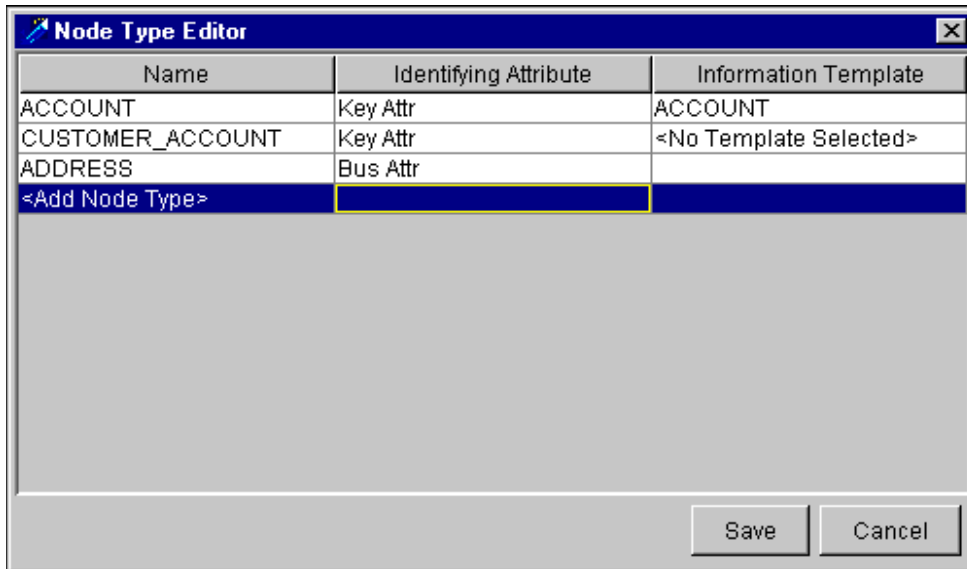 Node Type Editor
Name Identifying Attribute Information Template
ACCOUNT Key Attr ACCOUNT
CUSTOMER_ACCOUNT Key Attr <No Template Selected>
ADDRESS Bus Attr
<Add Node Type>
Save Cancel